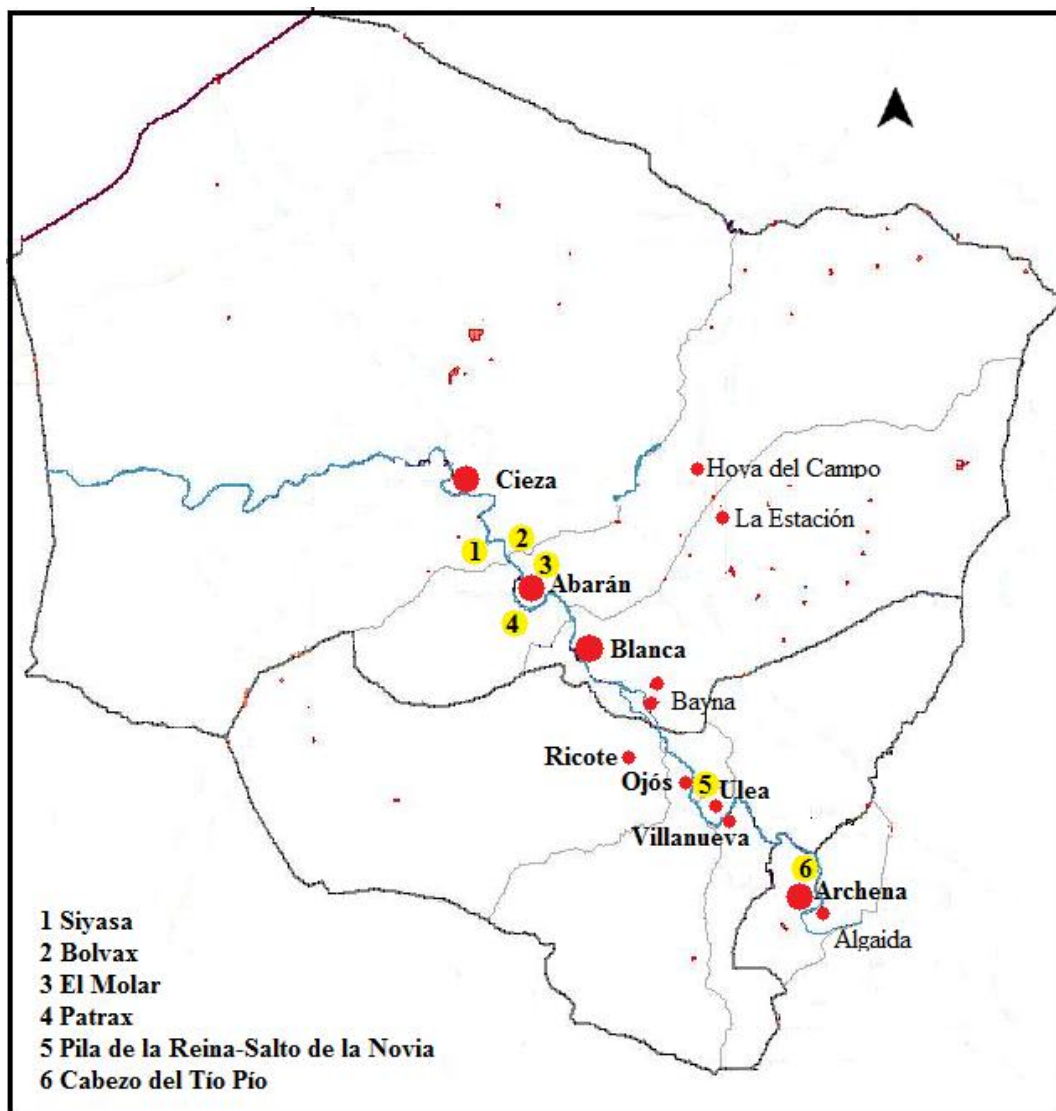 Hoya del Campo
Cieza
La Estación
2
1
3
Abarán
4
Blanca
Bayna
Ricote
Ojós
5
Ulea
Villanueva
6
Archena
Algaida
1 Siyasa
2 Bolvax
3 El Molar
4 Patrax
5 Pila de la Reina-Salto de la Novia
6 Cabezo del Tío Pío